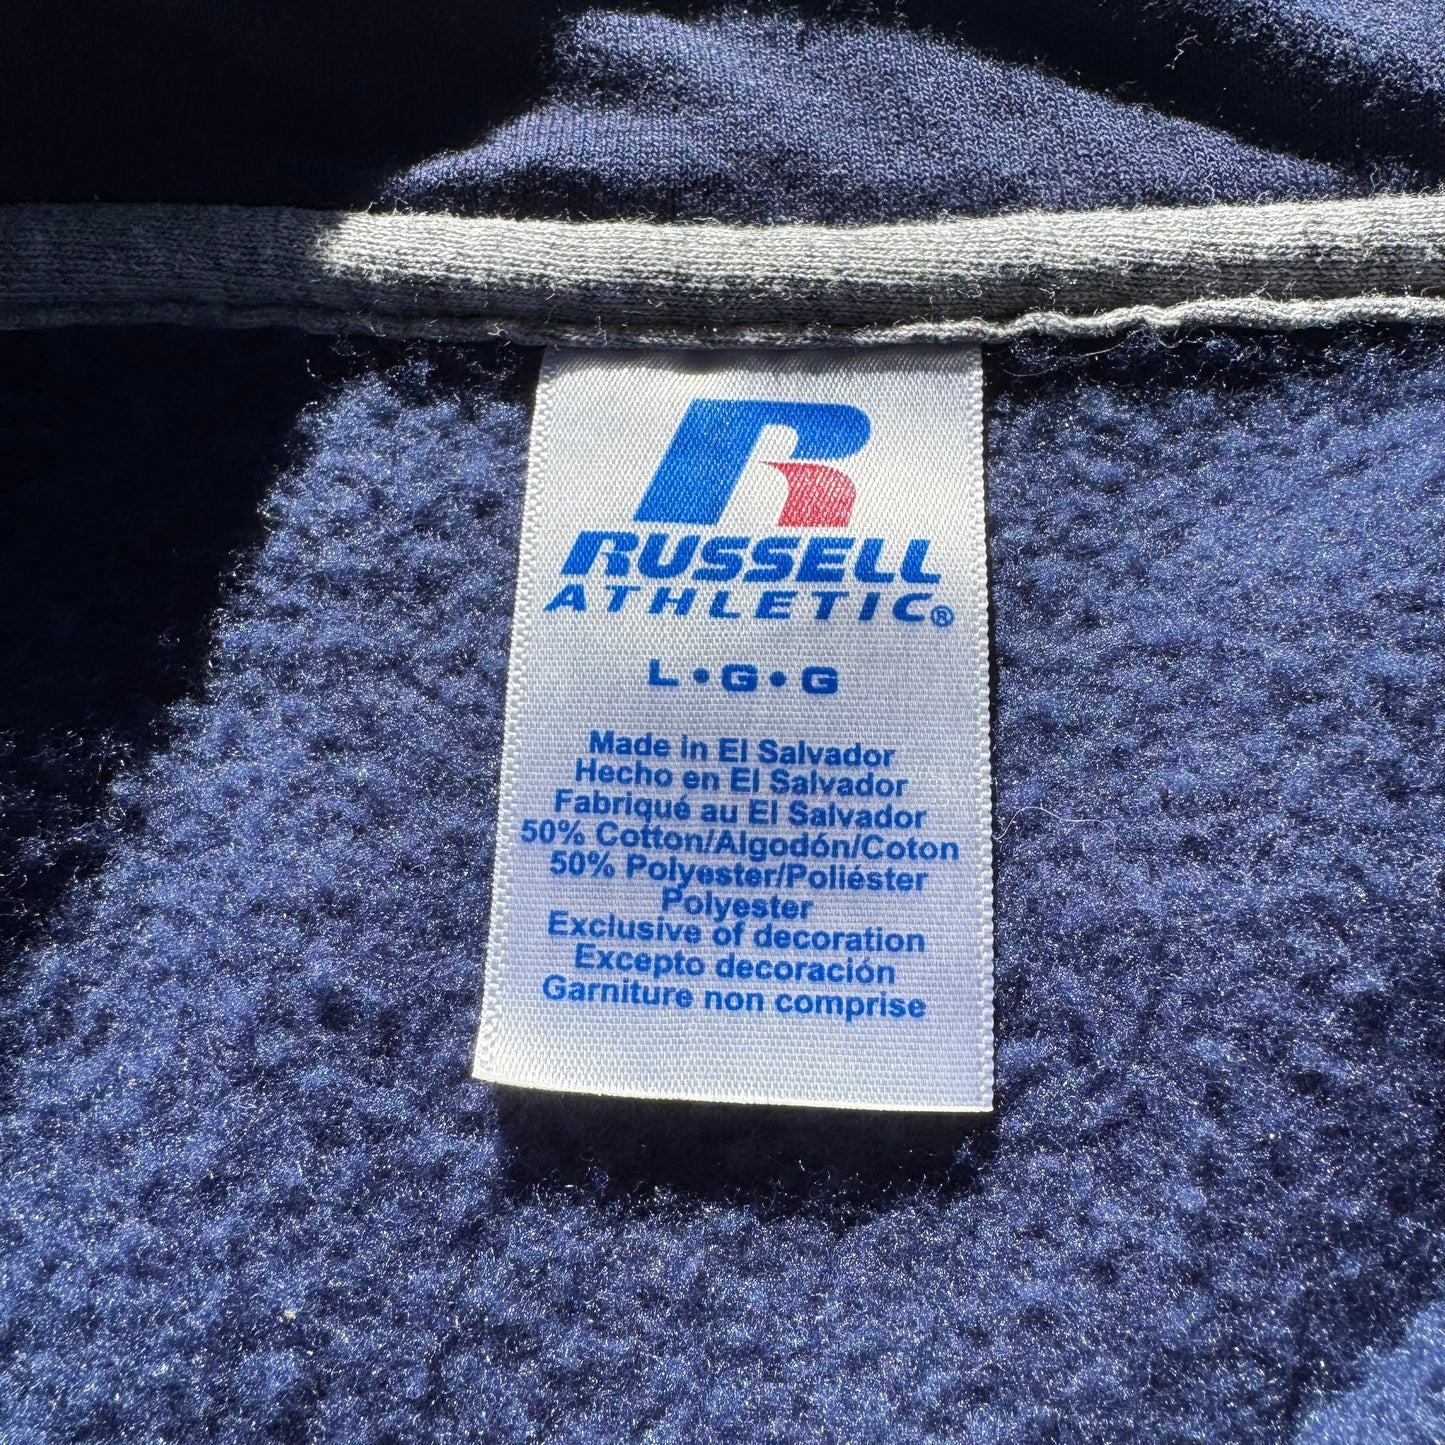 R
RUSSELL
ATHLETIC®
L•G•G
Made in El Salvador
Hecho en El Salvador
Fabriqué au El Salvador
50% Cotton/Algodón/Coton
50% Polyester/Poliéster
Polyester
Exclusive of decoration
Excepto decoración
Garniture non comprise